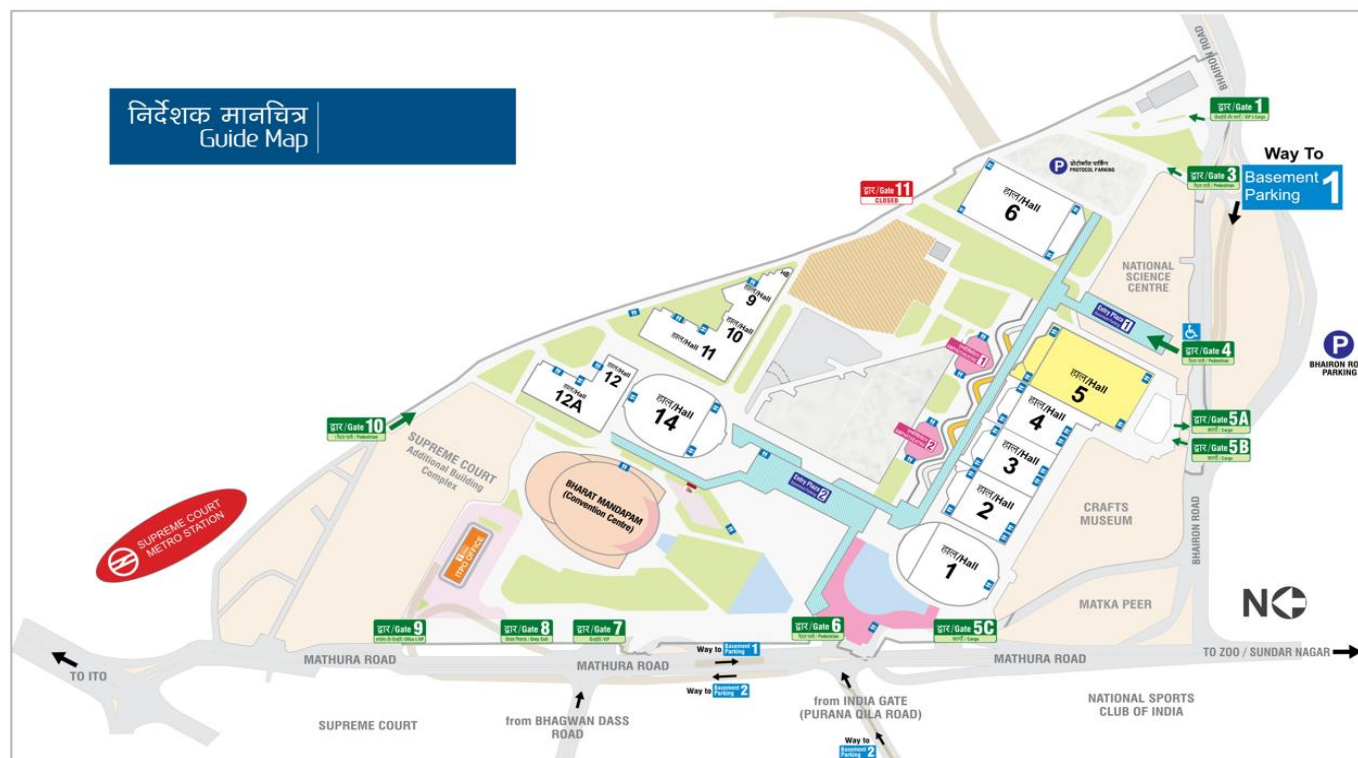 निर्देशक मानचित्र
Guide Map
BHAIRON ROAD
द्वार/Gate 1
द्वार/Gate 3
Way To
Basement
Parking 1
P प्रोटोकॉल पार्किंग
PROTOCOL PARKING
द्वार/Gate 11
CLOSED
हाल/Hall
6
NATIONAL
SCIENCE
CENTRE
हाल/Hall
9
हाल/Hall
10
हाल/Hall 11
Entry Plaza 1
द्वार/Gate 4
P
BHAIRON RO
PARKING
1
हाल/Hall
5
हाल/Hall
12
हाल/Hall
12A
हाल/Hall
14
हाल/Hall
4
2
द्वार/Gate 5A
कार्गो / Cargo
द्वार/Gate 5B
कार्गो / Cargo
द्वार/Gate 10
SUPREME COURT
Additional Building
Complex
हाल/Hall
3
Entry Plaza 2
BHARAT MANDAPAM
(Convention Centre)
हाल/Hall
2
CRAFTS
MUSEUM
BHAIRON ROAD
SUPREME COURT
METRO STATION
ITPO OFFICE
हाल/Hall
1
MATKA PEER
N
द्वार/Gate 9
द्वार/Gate 8
द्वार/Gate 7
द्वार/Gate 6
द्वार/Gate 5C
कार्गो / Cargo
MATHURA ROAD
MATHURA ROAD
Way to Basement Parking 1
MATHURA ROAD
TO ZOO / SUNDAR NAGAR
TO ITO
Way to Basement Parking 2
SUPREME COURT
from BHAGWAN DASS
ROAD
from INDIA GATE
(PURANA QILA ROAD)
NATIONAL SPORTS
CLUB OF INDIA
Way to
Basement
Parking 2